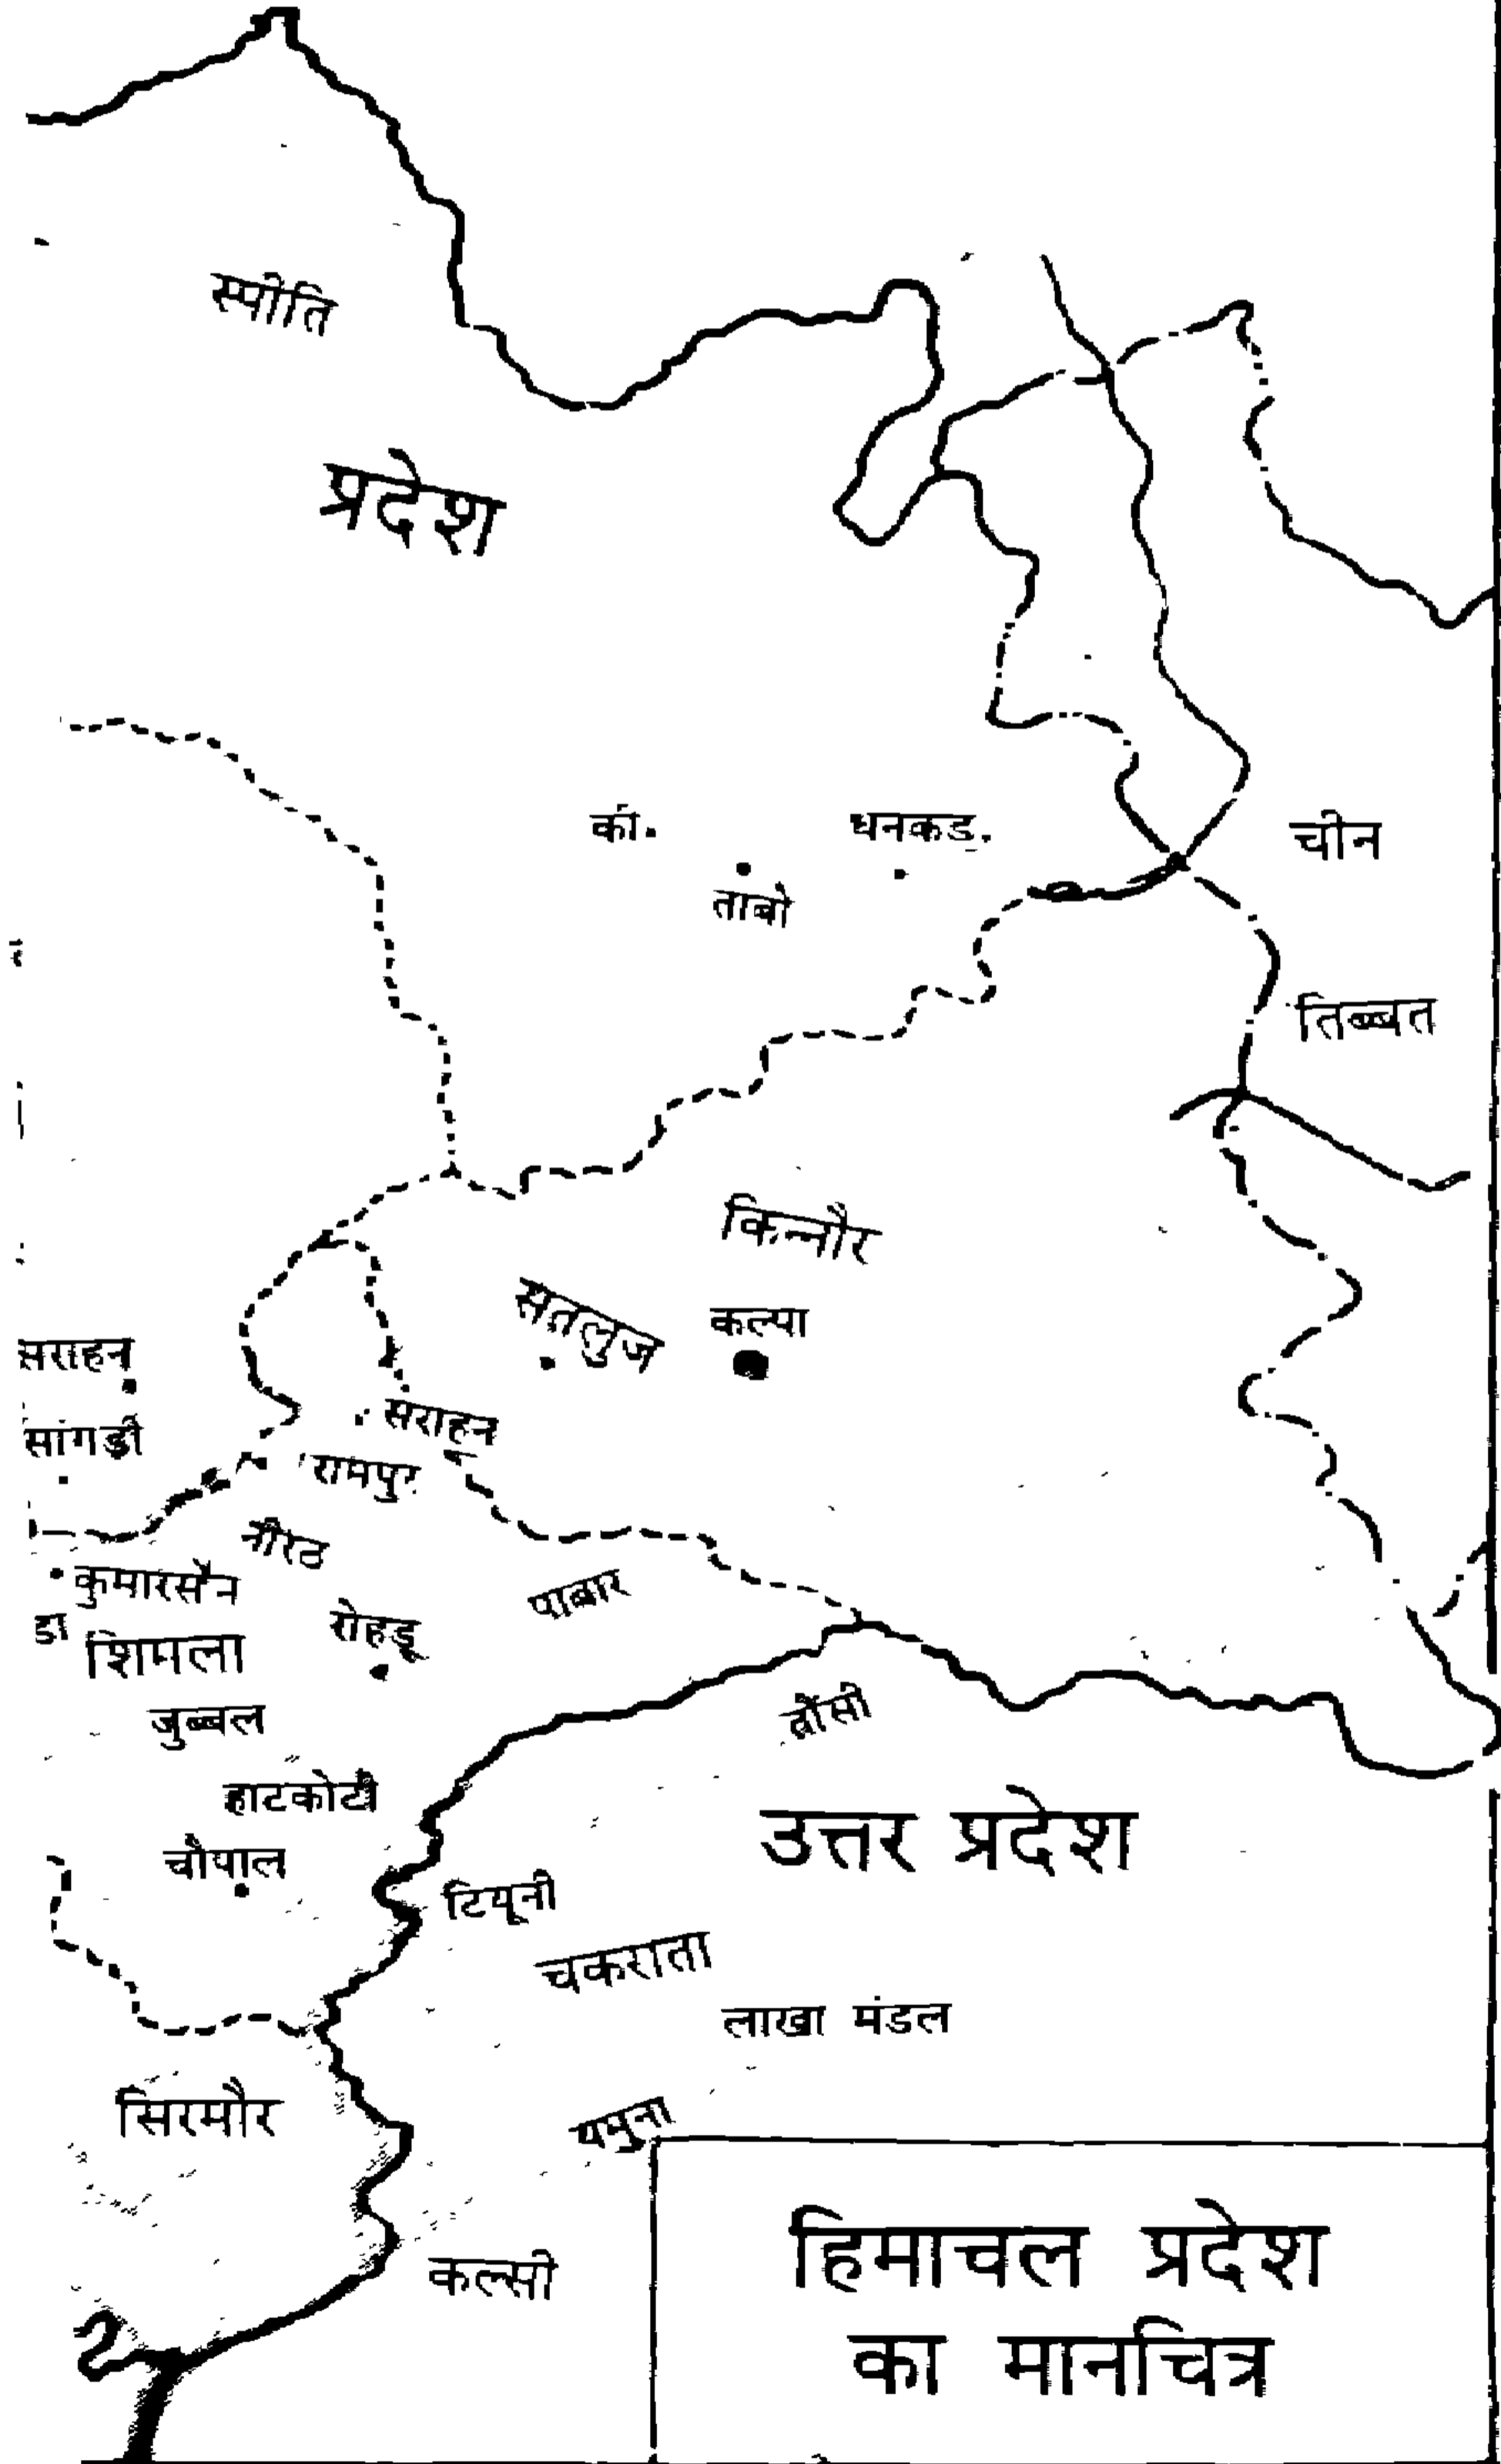 स्पीति
प्रदेश
की.
धनकड.
चीन
ताबो
तिब्बत
किन्नौर
सतलुज
कल्पा
सराहन
सराहन
सांगड़ी
रामपुर
नीरठ
कुमारसैन
पाब्बार
डा
रोहडू
शिमला
जुब्बल
टौंसी
हाटकोटी
उत्तर प्रदेश
चौपाल
टियूनी
चकराता
लाखा मंडल
सिरमौर
यमुना
कल्सी
हिमाचल प्रदेश
का मानचित्र